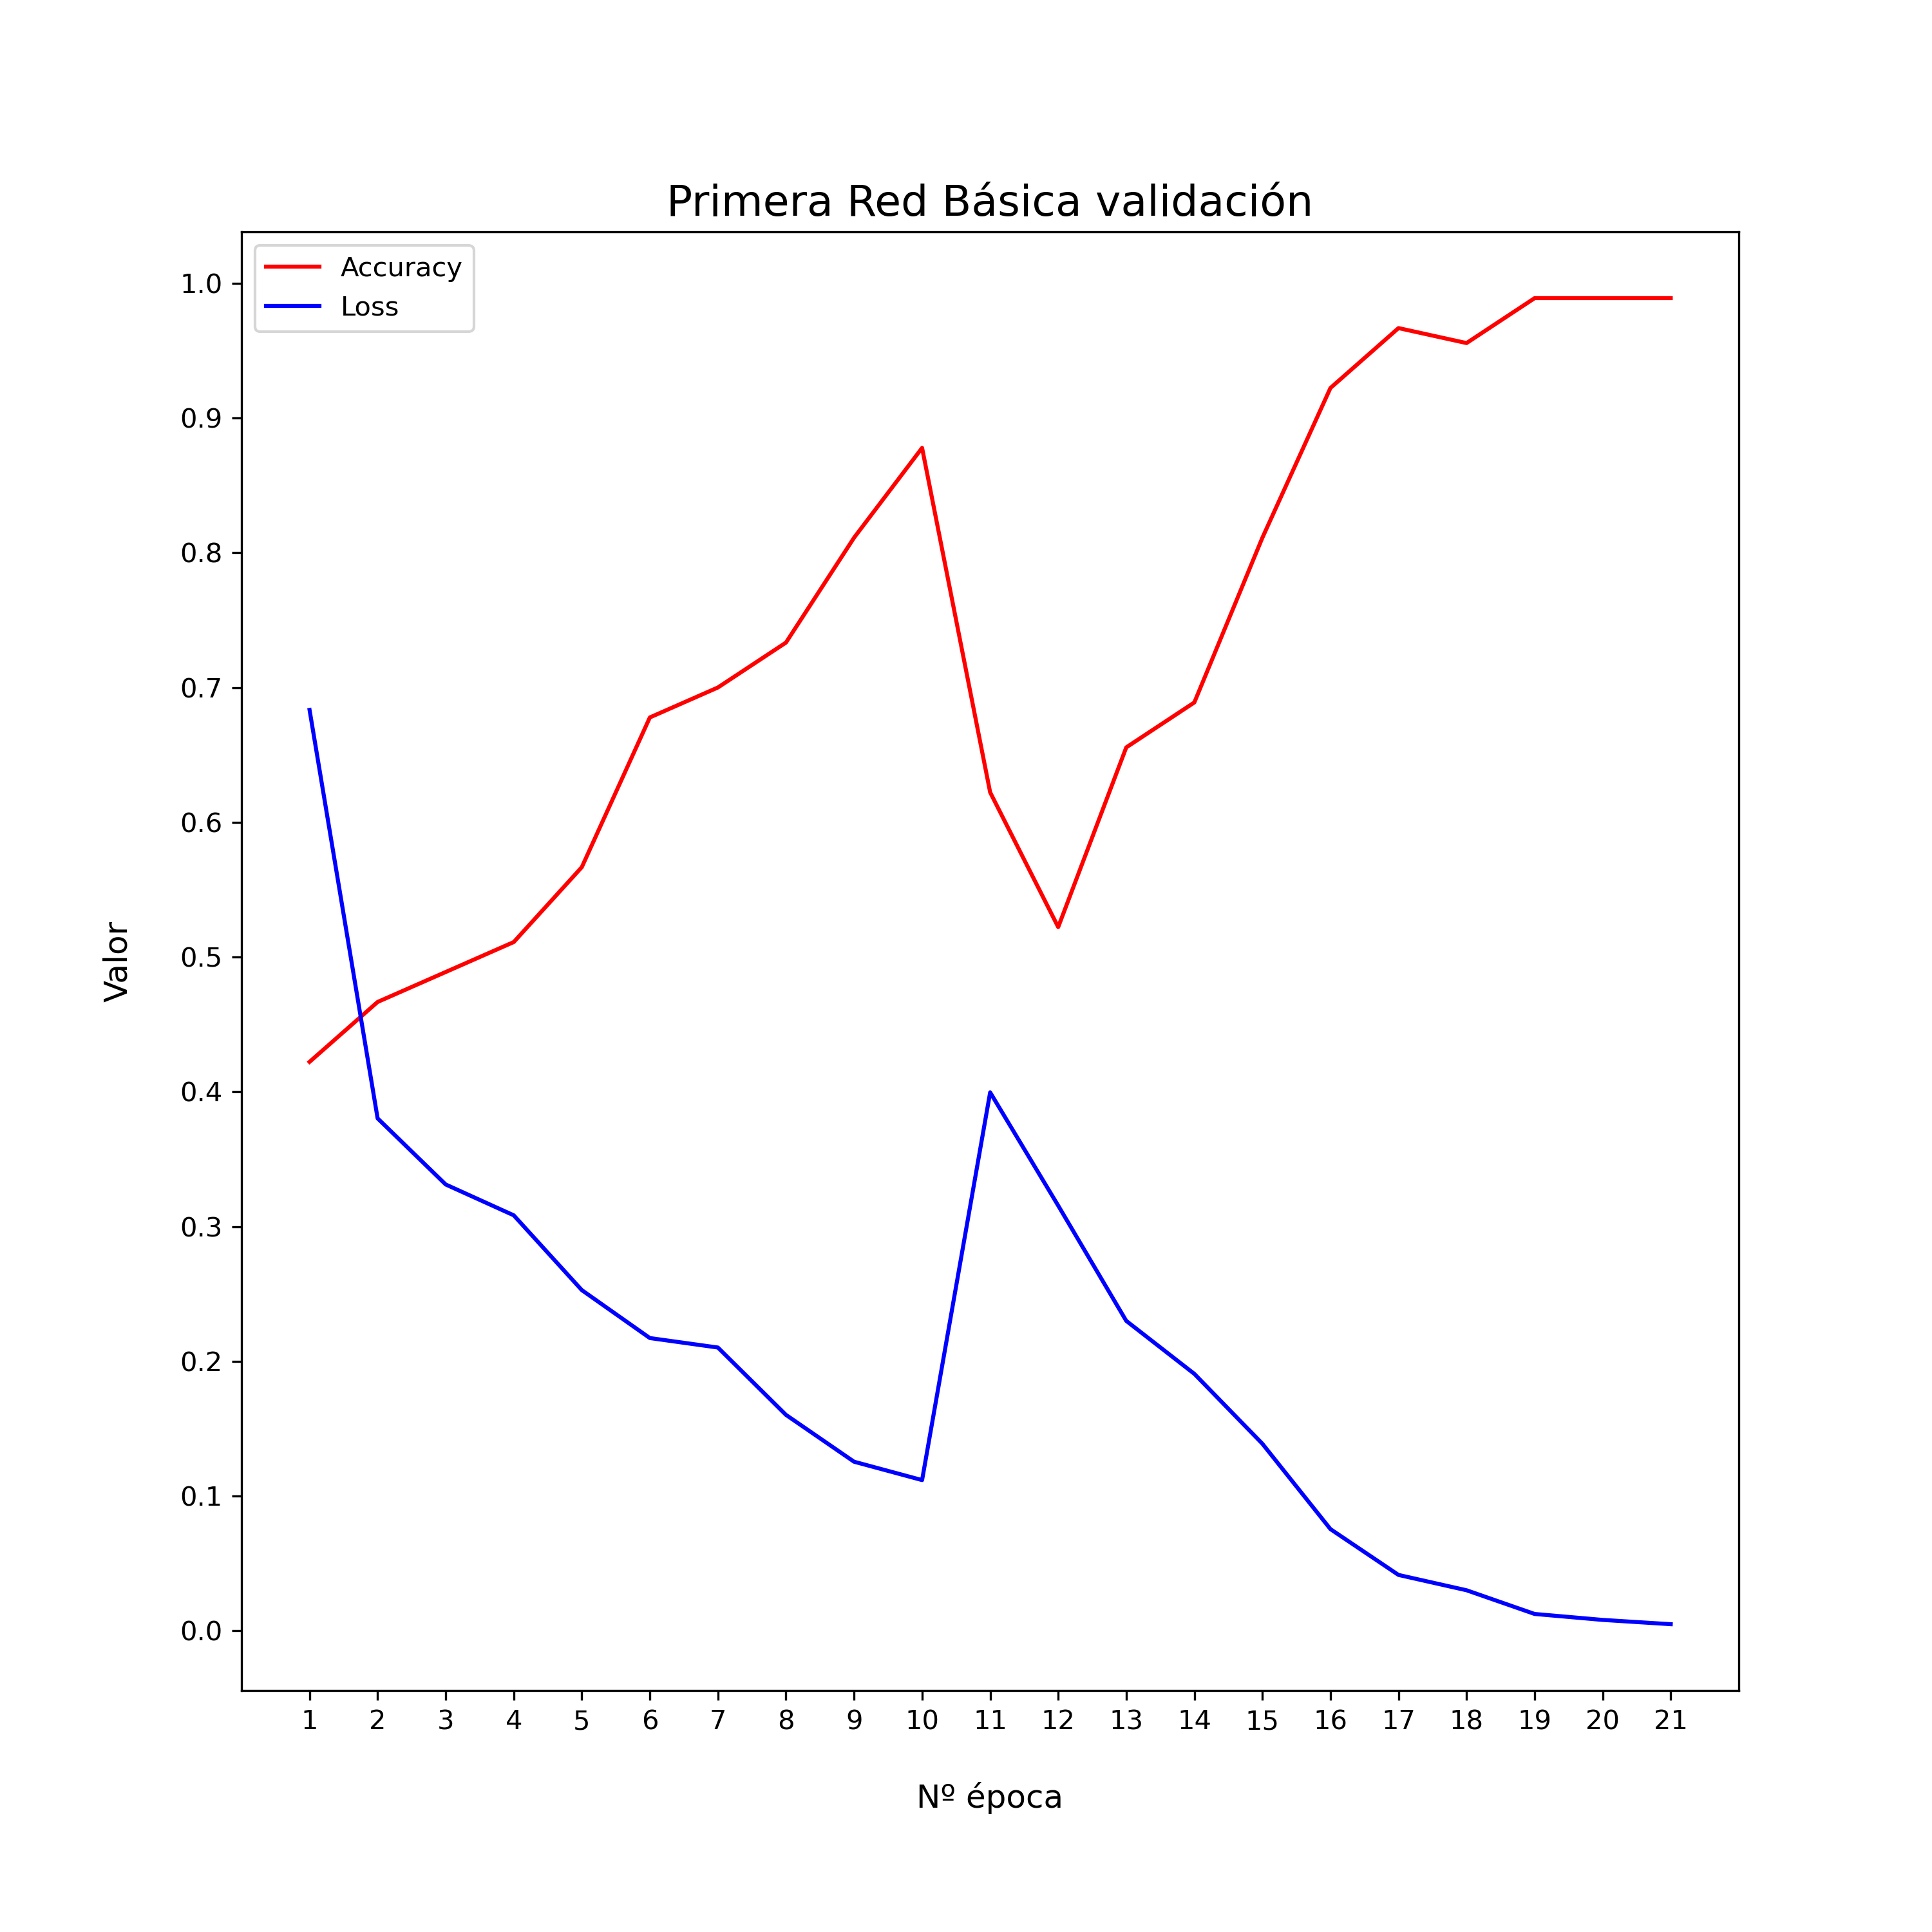 Primera Red Básica validación
Accuracy
Loss
1.0
0.9
0.8
0.7
0.6
0.5
0.4
0.3
0.2
0.1
0.0
Valor
1 2 3 4 5 6 7 8 9 10 11 12 13 14 15 16 17 18 19 20 21
Nº época